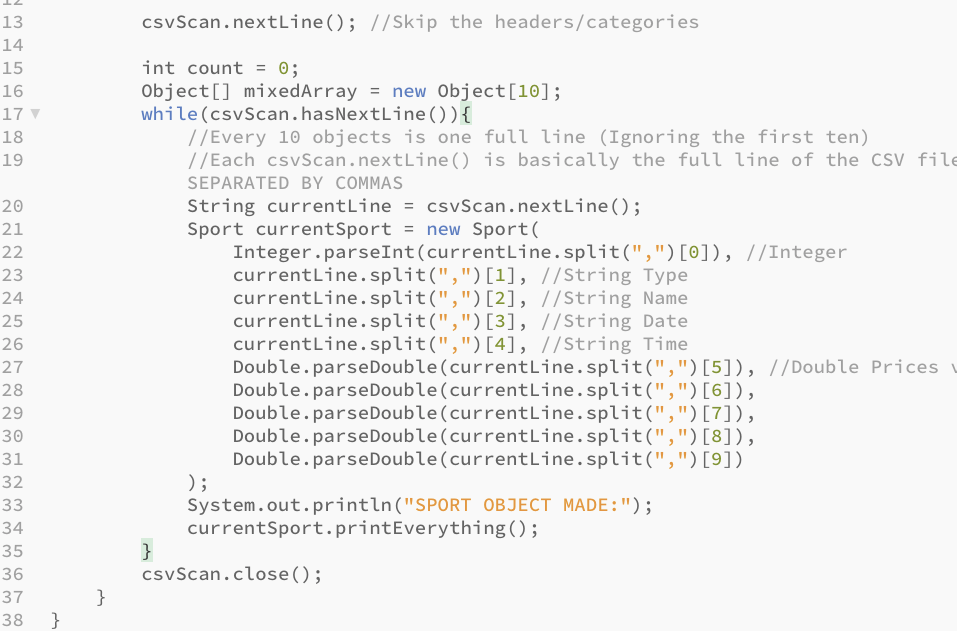 12
13 csvScan.nextLine(); //Skip the headers/categories
14
15 int count = 0;
16 Object[] mixedArray = new Object[10];
17 while(csvScan.hasNextLine()){
18 //Every 10 objects is one full line (Ignoring the first ten)
19 //Each csvScan.nextLine() is basically the full line of the CSV file
SEPARATED BY COMMAS
20 String currentLine = csvScan.nextLine();
21 Sport currentSport = new Sport(
22 Integer.parseInt(currentLine.split(",")[0]), //Integer
23 currentLine.split(",")[1], //String Type
24 currentLine.split(",")[2], //String Name
25 currentLine.split(",")[3], //String Date
26 currentLine.split(",")[4], //String Time
27 Double.parseDouble(currentLine.split(",")[5]), //Double Prices
28 Double.parseDouble(currentLine.split(",")[6]),
29 Double.parseDouble(currentLine.split(",")[7]),
30 Double.parseDouble(currentLine.split(",")[8]),
31 Double.parseDouble(currentLine.split(",")[9])
32 );
33 System.out.println("SPORT OBJECT MADE:");
34 currentSport.printEverything();
35 }
36 csvScan.close();
37 }
38 }